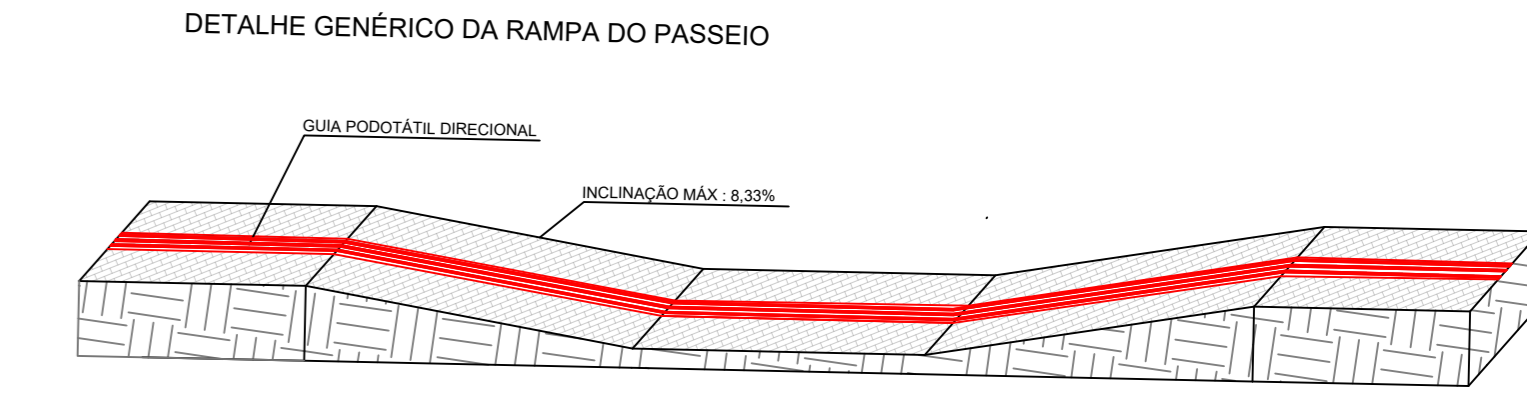 DETALHE GENÉRICO DA RAMPA DO PASSEIO
GUIA PODOTÁTIL DIRECIONAL
INCLINAÇÃO MÁX : 8,33%